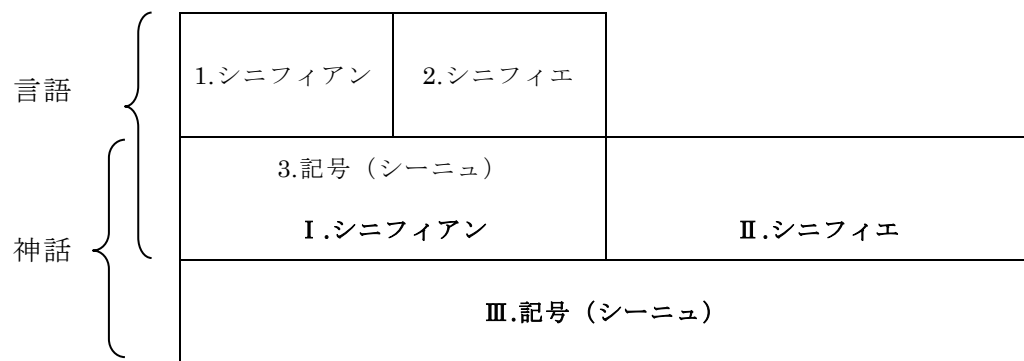 言語
1.シニフィアン
2.シニフィエ
3.記号（シーニュ）
Ⅰ.シニフィアン
Ⅱ.シニフィエ
神話
Ⅲ.記号（シーニュ）